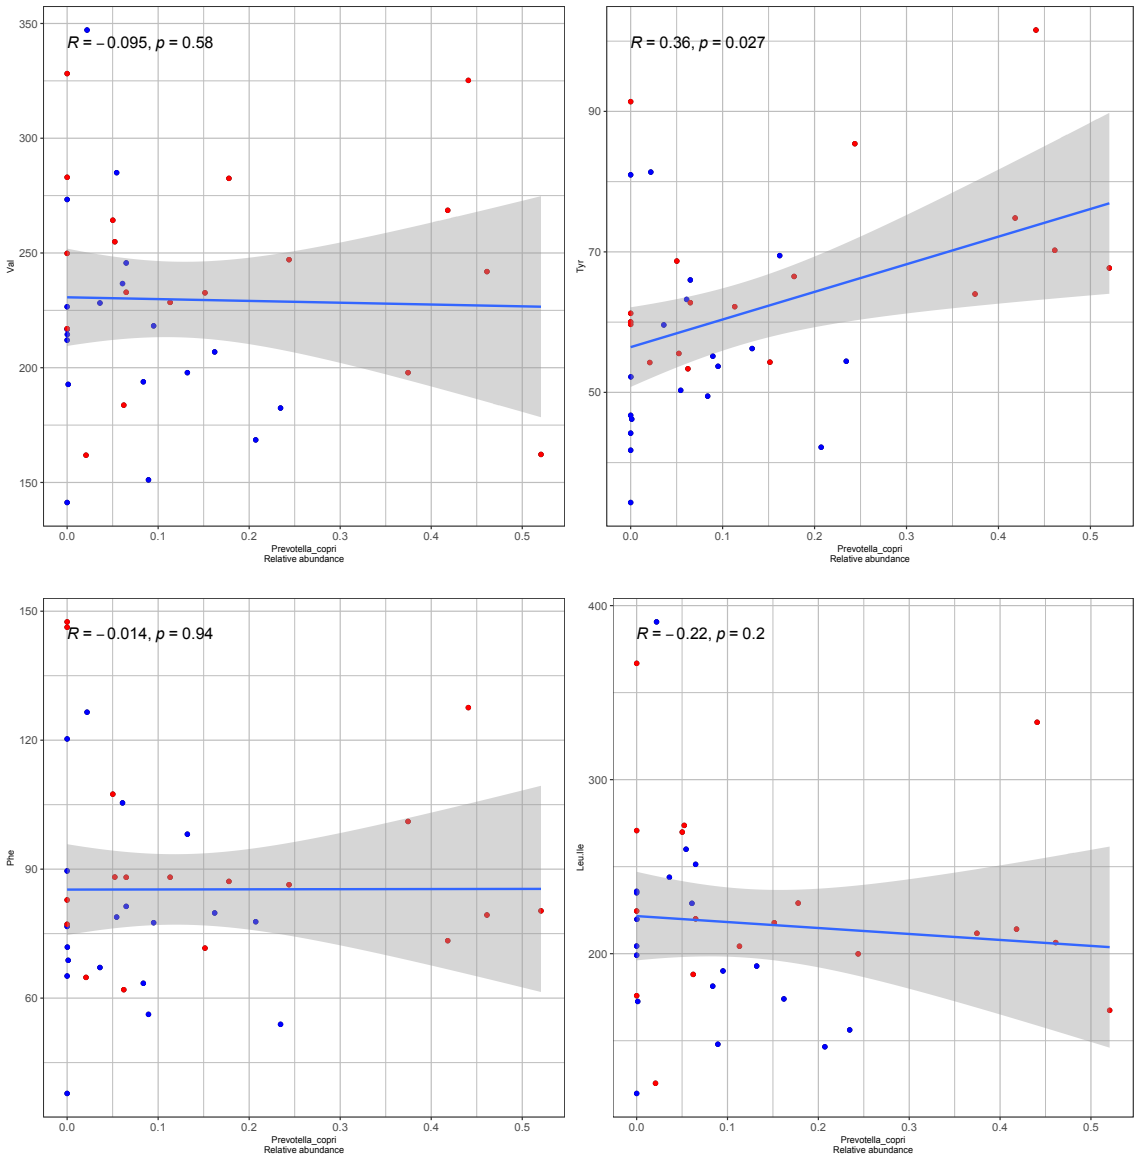 R = −0.095, p = 0.58
350
300
250
200
150
Val
0.0 0.1 0.2 0.3 0.4 0.5
Prevotella_copri
Relative abundance
R = 0.36, p = 0.027
90
70
50
Tyr
0.0 0.1 0.2 0.3 0.4 0.5
Prevotella_copri
Relative abundance
R = −0.014, p = 0.94
150
120
90
60
Phe
0.0 0.1 0.2 0.3 0.4 0.5
Prevotella_copri
Relative abundance
R = −0.22, p = 0.2
400
300
200
Leu.Ile
0.0 0.1 0.2 0.3 0.4 0.5
Prevotella_copri
Relative abundance